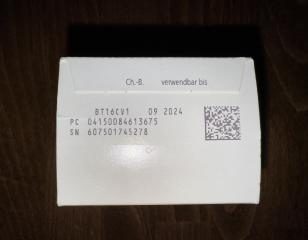 Ch.-B. verwendbar bis
BT16CV1 09 2024
PC 04150084613675
SN 607501745278